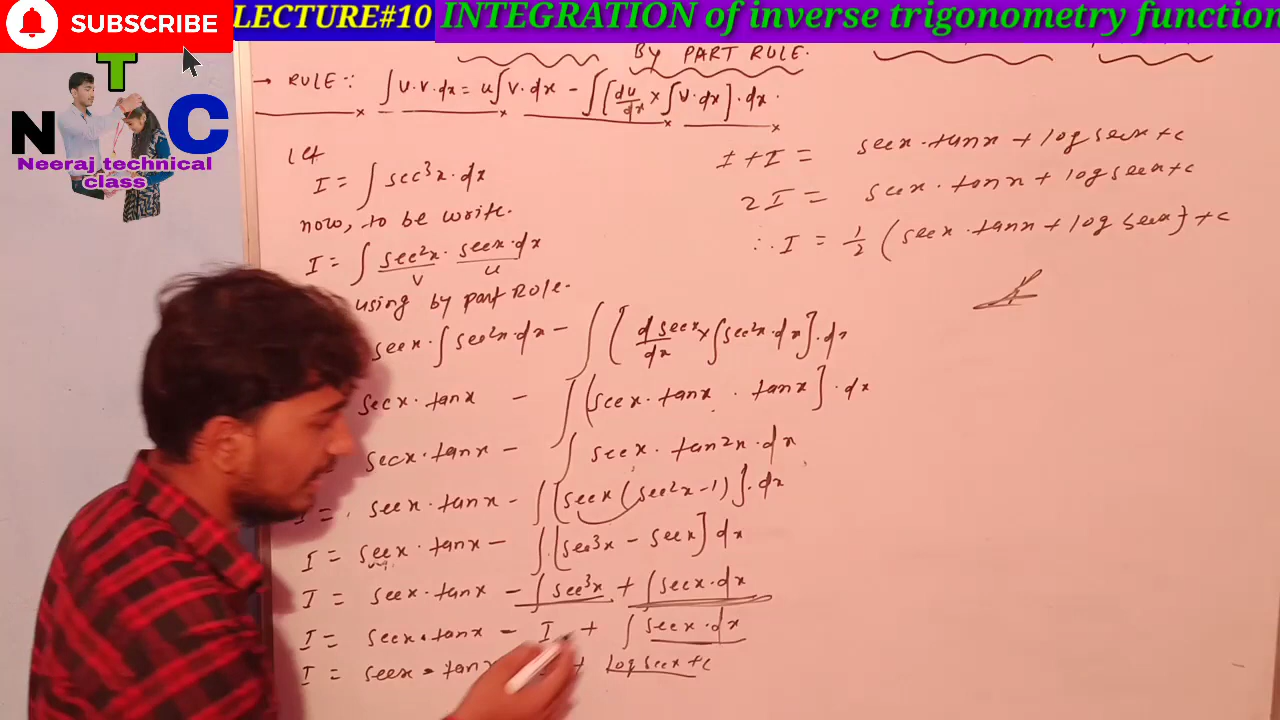 SUBSCRIBE
LECTURE#10
INTEGRATION of inverse trigonometry function
T
N C
Neeraj technical
class
BY PART RULE.
→ RULE:: ∫u.v.dx = u∫v.dx - ∫[du/dx × ∫v.dx].dx.
Let
I = ∫ sec³x.dx
now, to be write.
I = ∫ sec²x . secx.dx
V u
using by part Role.
secx . ∫sec²x.dx - ∫[d secx/dx × ∫sec²x.dx].dx
secx . tanx - ∫[secx . tanx . tanx].dx
secx . tanx - ∫ secx . tan²x.dx
I = . secx . tanx - ∫[secx (sec²x-1)].dx
I = secx . tanx - ∫[sec³x - secx]dx
I = secx . tanx - ∫sec³x + ∫secx.dx
I = secx . tanx - I + ∫ secx.dx
I = secx . tanx + log secx + c
I + I = secx . tanx + log secx + c
2I = secx . tanx + log secx + c
∴ I = 1/2 (secx . tanx + log secx) + c